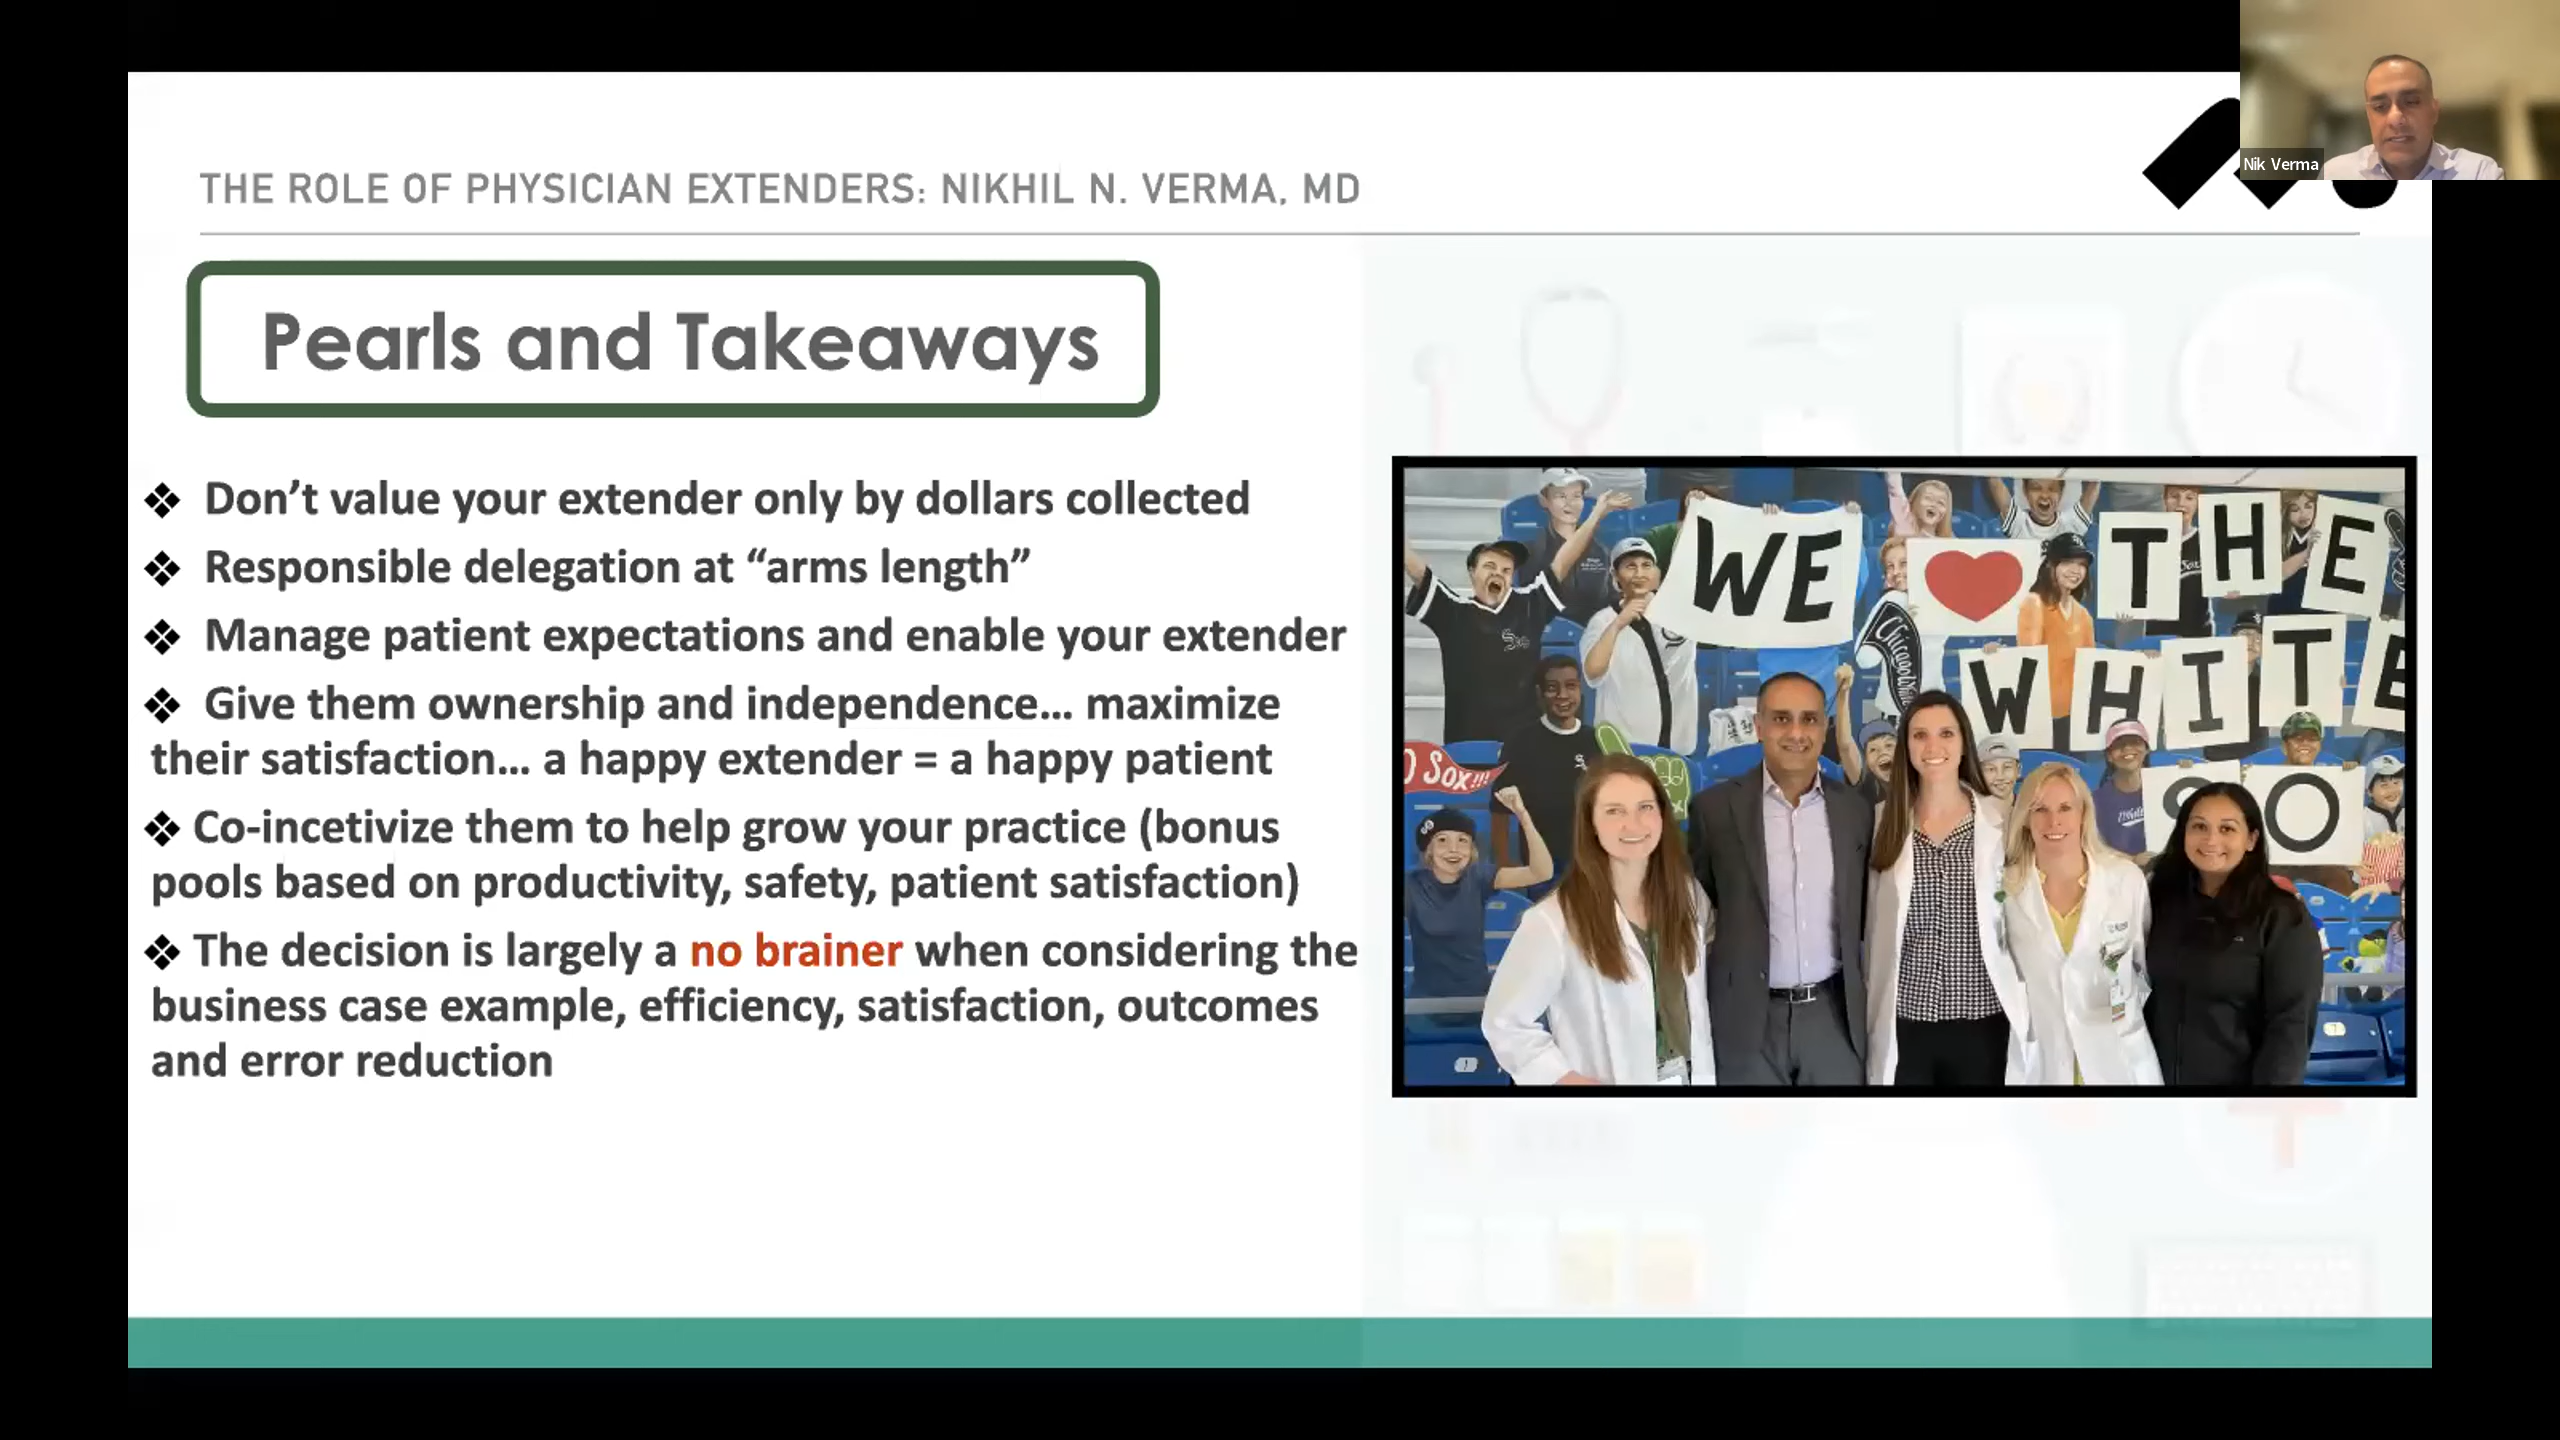 Nik Verma
THE ROLE OF PHYSICIAN EXTENDERS: NIKHIL N. VERMA, MD
Pearls and Takeaways
❖ Don’t value your extender only by dollars collected
❖ Responsible delegation at “arms length”
❖ Manage patient expectations and enable your extender
❖ Give them ownership and independence... maximize
their satisfaction... a happy extender = a happy patient
❖ Co-incetivize them to help grow your practice (bonus
pools based on productivity, safety, patient satisfaction)
❖ The decision is largely a no brainer when considering the
business case example, efficiency, satisfaction, outcomes
and error reduction
WE THE
WHITE
SO
O SOX!!!